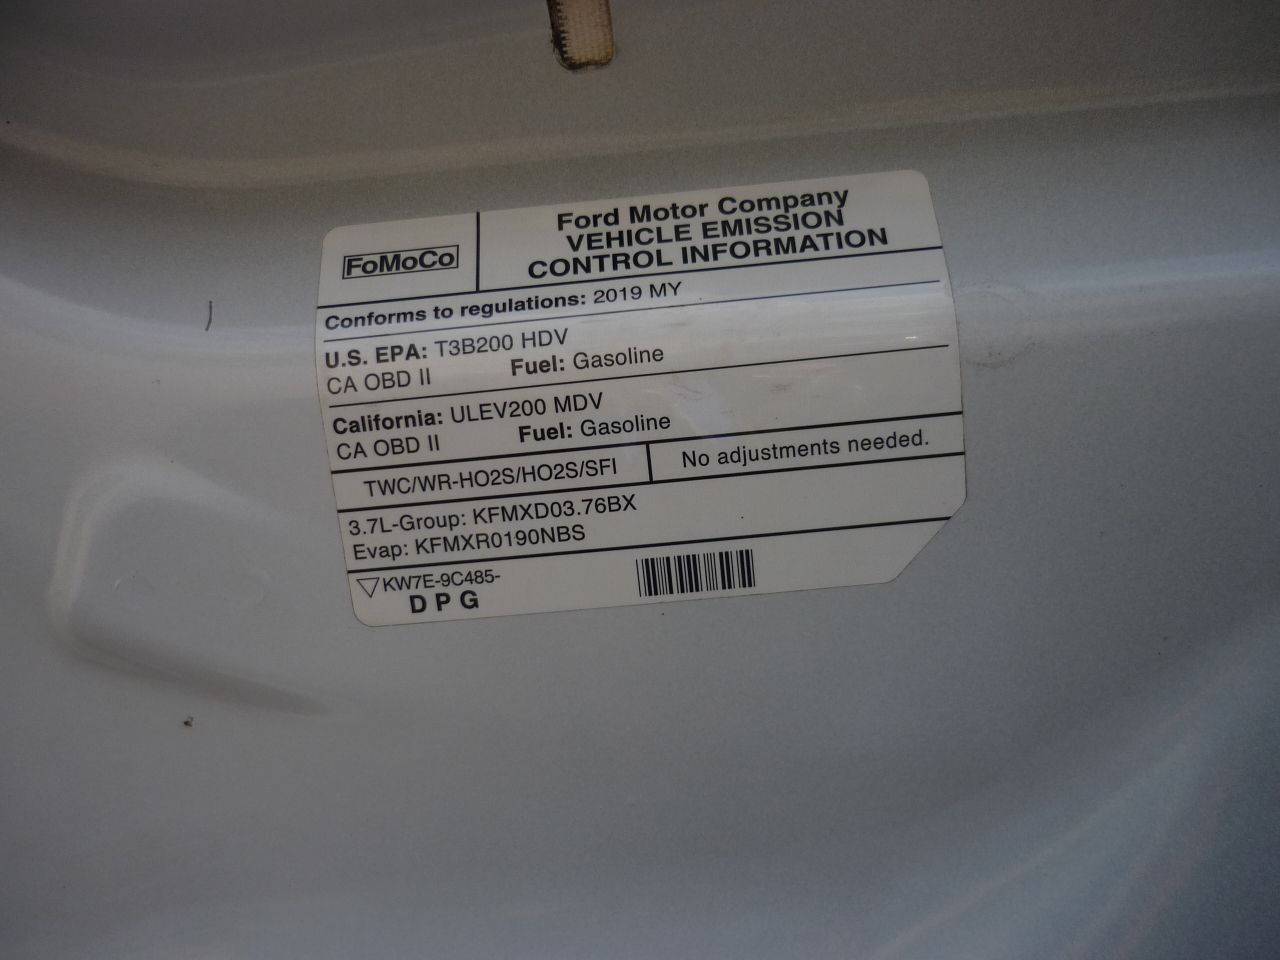 FoMoCo
Ford Motor Company
VEHICLE EMISSION
CONTROL INFORMATION
Conforms to regulations: 2019 MY
U.S. EPA: T3B200 HDV
CA OBD II Fuel: Gasoline
California: ULEV200 MDV
CA OBD II Fuel: Gasoline
TWC/WR-HO2S/HO2S/SFI No adjustments needed.
3.7L-Group: KFMXD03.76BX
Evap: KFMXR0190NBS
KW7E-9C485-
D P G